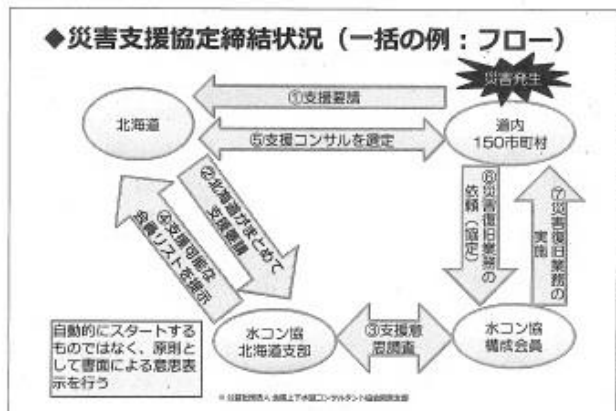 ◆災害支援協定締結状況（一括の例：フロー）
災害発生
①支援要請
北海道
道内
150市町村
⑤支援コンサルを選定
②北海道がまとめて
支援要請
④支援可能な
会員リストを提示
⑥災害復旧業務の
依頼（協定）
⑦災害復旧業務の
実施
自動的にスタートする
ものではなく、原則とし
て書面による意思表
示を行う
水コン協
北海道支部
③支援意
思調査
水コン協
構成会員